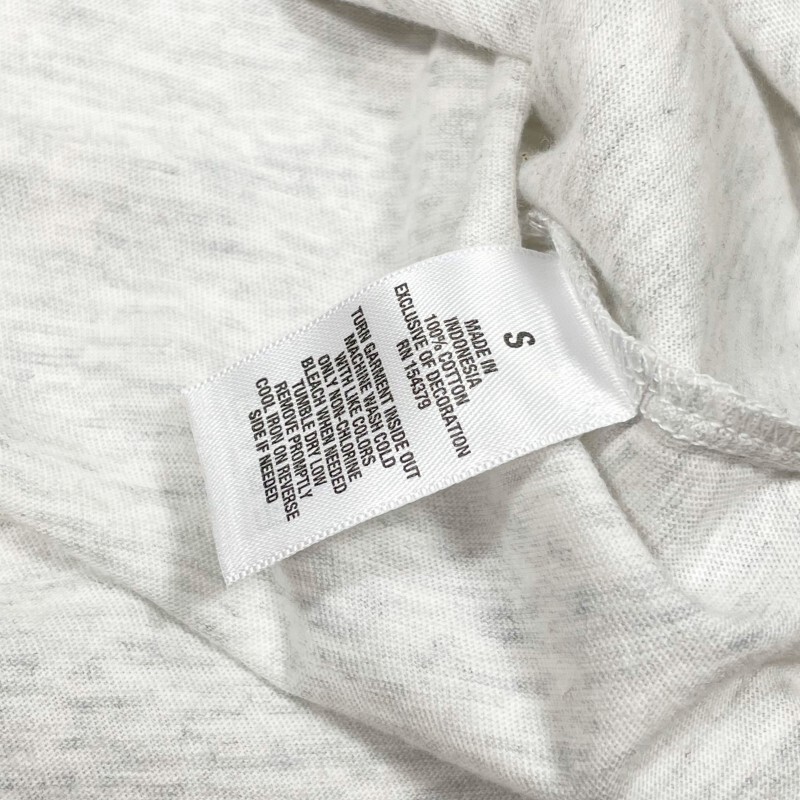 S
MADE IN
INDONESIA
100% COTTON
EXCLUSIVE OF DECORATION
RN 154379
TURN GARMENT INSIDE OUT
MACHINE WASH COLD
WITH LIKE COLORS
ONLY NON-CHLORINE
BLEACH WHEN NEEDED
TUMBLE DRY LOW
REMOVE PROMPTLY
COOL IRON ON REVERSE
SIDE IF NEEDED